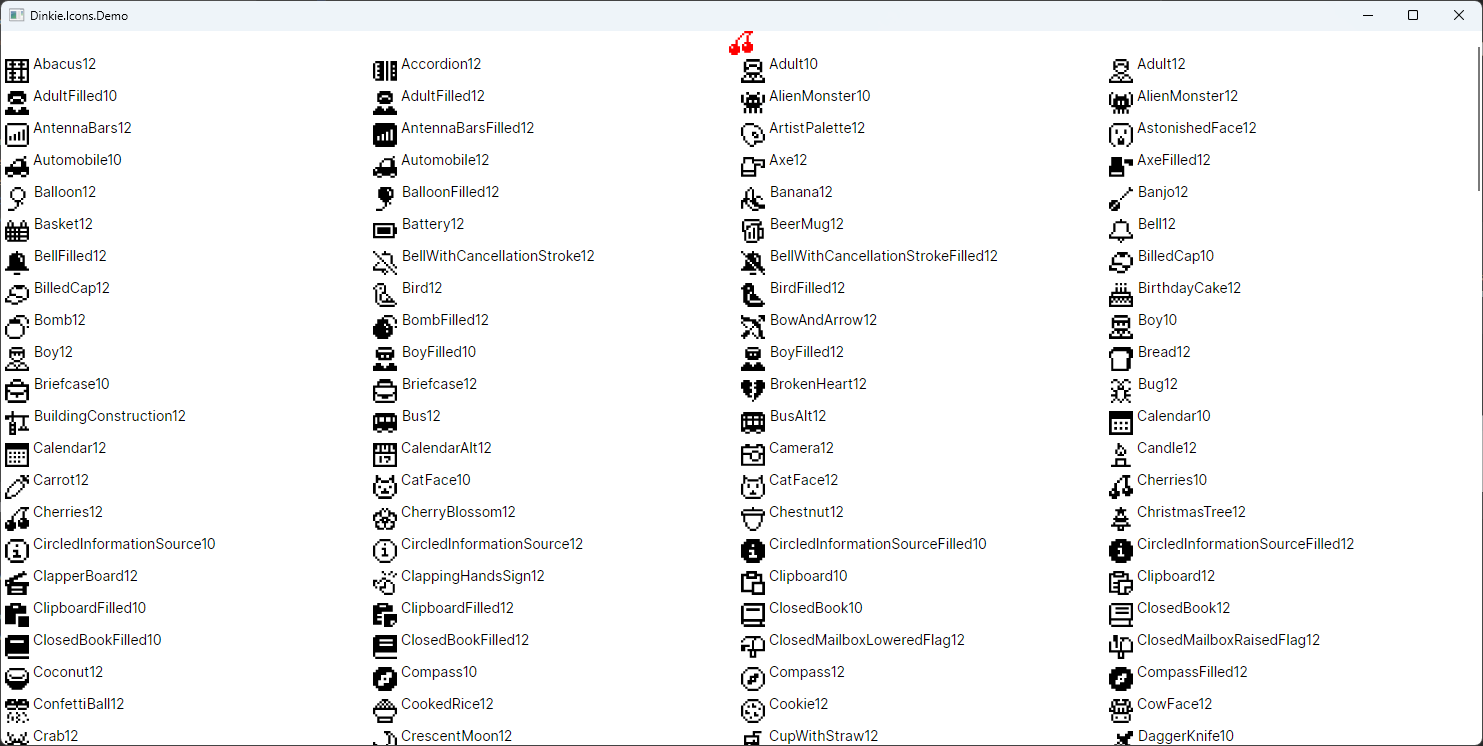 Dinkie.Icons.Demo
Abacus12 Accordion12 Adult10 Adult12
AdultFilled10 AdultFilled12 AlienMonster10 AlienMonster12
AntennaBars12 AntennaBarsFilled12 ArtistPalette12 AstonishedFace12
Automobile10 Automobile12 Axe12 AxeFilled12
Balloon12 BalloonFilled12 Banana12 Banjo12
Basket12 Battery12 BeerMug12 Bell12
BellFilled12 BellWithCancellationStroke12 BellWithCancellationStrokeFilled12 BilledCap10
BilledCap12 Bird12 BirdFilled12 BirthdayCake12
Bomb12 BombFilled12 BowAndArrow12 Boy10
Boy12 BoyFilled10 BoyFilled12 Bread12
Briefcase10 Briefcase12 BrokenHeart12 Bug12
BuildingConstruction12 Bus12 BusAlt12 Calendar10
Calendar12 CalendarAlt12 Camera12 Candle12
Carrot12 CatFace10 CatFace12 Cherries10
Cherries12 CherryBlossom12 Chestnut12 ChristmasTree12
CircledInformationSource10 CircledInformationSource12 CircledInformationSourceFilled10 CircledInformationSourceFilled12
ClapperBoard12 ClappingHandsSign12 Clipboard10 Clipboard12
ClipboardFilled10 ClipboardFilled12 ClosedBook10 ClosedBook12
ClosedBookFilled10 ClosedBookFilled12 ClosedMailboxLoweredFlag12 ClosedMailboxRaisedFlag12
Coconut12 Compass10 Compass12 CompassFilled12
ConfettiBall12 CookedRice12 Cookie12 CowFace12
Crab12 CrescentMoon12 CupWithStraw12 DaggerKnife10